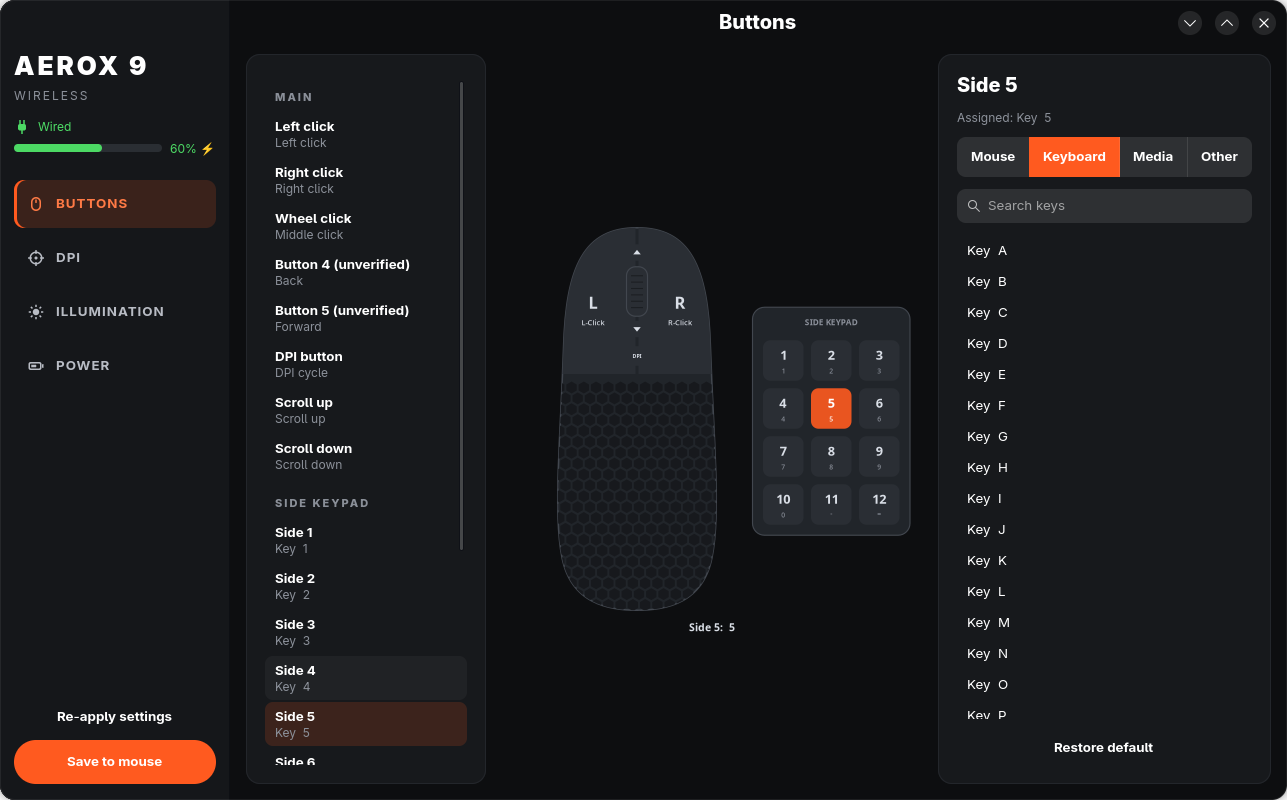 Buttons
AEROX 9
WIRELESS
Wired
60% ⚡
BUTTONS
DPI
ILLUMINATION
POWER
Re-apply settings
Save to mouse
MAIN
Left click
Left click
Right click
Right click
Wheel click
Middle click
Button 4 (unverified)
Back
Button 5 (unverified)
Forward
DPI button
DPI cycle
Scroll up
Scroll up
Scroll down
Scroll down
SIDE KEYPAD
Side 1
Key 1
Side 2
Key 2
Side 3
Key 3
Side 4
Key 4
Side 5
Key 5
Side 6
L
R
L-Click
R-Click
DPI
SIDE KEYPAD
1 2 3
1 2 3
4 5 6
4 5 6
7 8 9
7 8 9
10 11 12
0 - =
Side 5: 5
Side 5
Assigned: Key 5
Mouse Keyboard Media Other
Search keys
Key A
Key B
Key C
Key D
Key E
Key F
Key G
Key H
Key I
Key J
Key K
Key L
Key M
Key N
Key O
Key P
Restore default